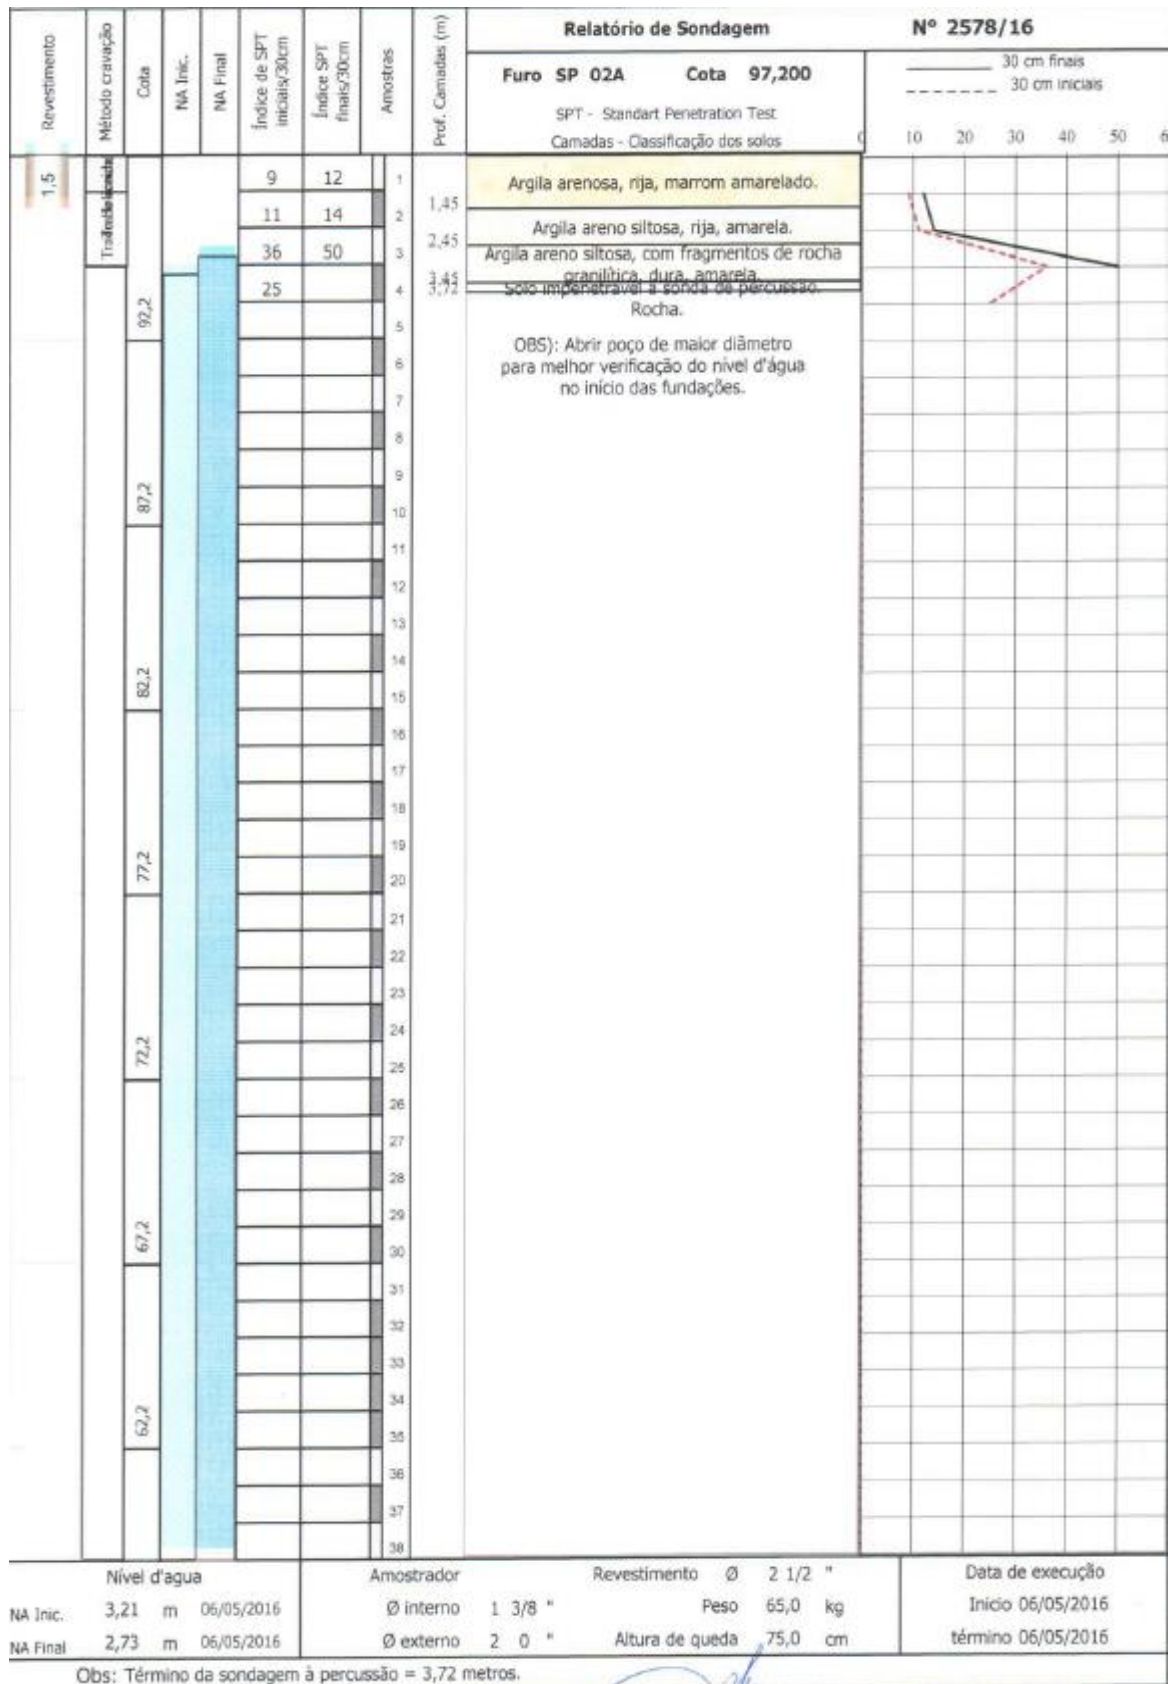 Relatório de Sondagem
Nº 2578/16
Furo SP 02A Cota 97,200
SPT - Standart Penetration Test
Camadas - Classificação dos solos
30 cm finais
30 cm iniciais
0 10 20 30 40 50 6
Revestimento
Método cravação
Cota
NA Inic.
NA Final
Índice de SPT iniciais/30cm
Índice SPT finais/30cm
Amostras
Prof. Camadas (m)
1,5
9 12 1
1,45
Argila arenosa, rija, marrom amarelado.
11 14 2
2,45
Argila areno siltosa, rija, amarela.
36 50 3
3,45
Argila areno siltosa, com fragmentos de rocha
granilítica, dura, amarela.
25 4
3,72
Solo impenetrável à sonda de percussão.
Rocha.
OBS): Abrir poço de maior diâmetro
para melhor verificação do nível d'água
no início das fundações.
92,2
5
6
7
8
9
87,2
10
11
12
13
14
82,2
15
16
17
18
19
77,2
20
21
22
23
24
72,2
25
26
27
28
29
67,2
30
31
32
33
34
62,2
35
36
37
38
Nível d'agua
NA Inic. 3,21 m 06/05/2016
NA Final 2,73 m 06/05/2016
Amostrador
Ø interno 1 3/8 "
Ø externo 2 0 "
Revestimento Ø 2 1/2 "
Peso 65,0 kg
Altura de queda 75,0 cm
Data de execução
Inicio 06/05/2016
término 06/05/2016
Obs: Término da sondagem à percussão = 3,72 metros.